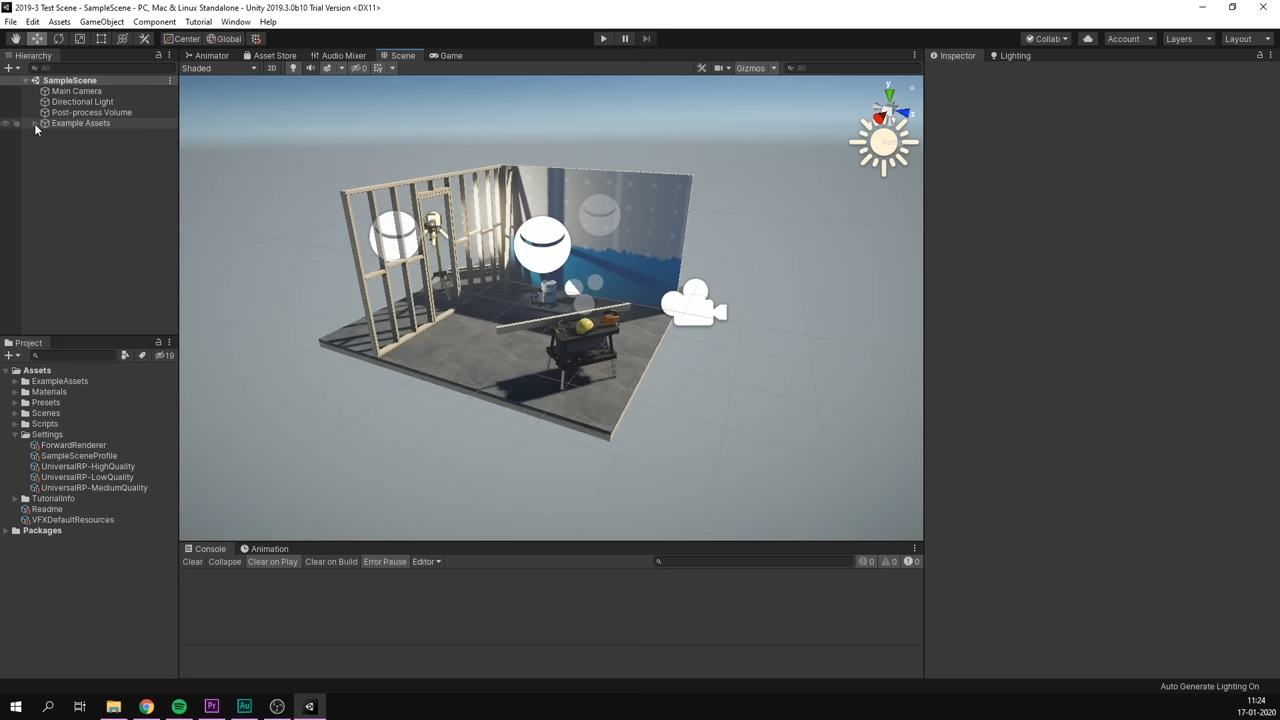 2019-3 Test Scene - SampleScene - PC, Mac & Linux Standalone - Unity 2019.3.0b10 Trial Version <DX11>
File Edit Assets GameObject Component Tutorial Window Help
Center Global Collab Account Layers Layout
Hierarchy
All
SampleScene
Main Camera
Directional Light
Post-process Volume
Example Assets
Animator Asset Store Audio Mixer Scene Game
Shaded 2D 0 Gizmos All
y
z
Inspector Lighting
Project
19
Assets
ExampleAssets
Materials
Presets
Scenes
Scripts
Settings
ForwardRenderer
SampleSceneProfile
UniversalRP-HighQuality
UniversalRP-LowQuality
UniversalRP-MediumQuality
TutorialInfo
Readme
VFXDefaultResources
Packages
Console Animation
Clear Collapse Clear on Play Clear on Build Error Pause Editor 0 0 0
Auto Generate Lighting On
Pr Au
11:24
17-01-2020